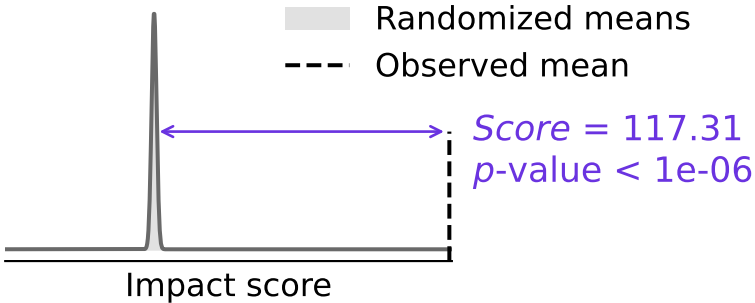 Randomized means
Observed mean
Score = 117.31
p-value < 1e-06
Impact score